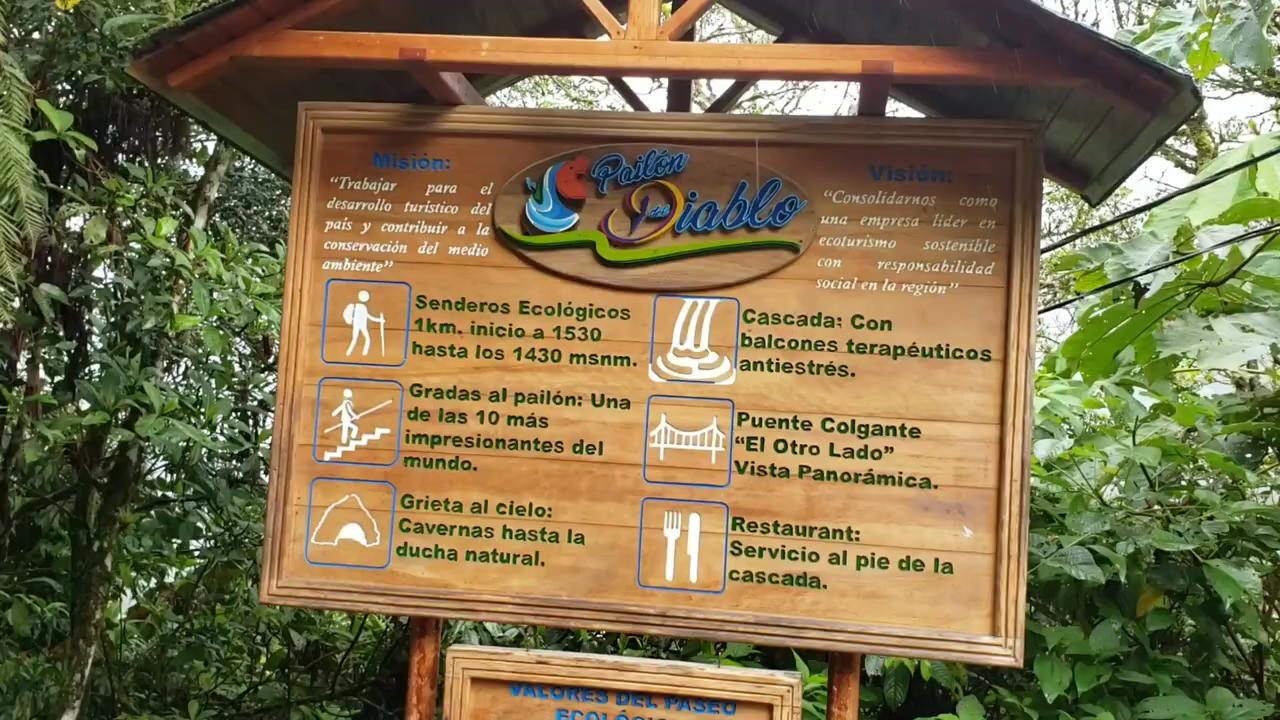 Misión:
“Trabajar para el
desarrollo turístico del
país y contribuir a la
conservación del medio
ambiente”
Pailón
del Diablo
Visión:
“Consolidarnos como
una empresa líder en
ecoturismo sostenible
con responsabilidad
social en la región”
Senderos Ecológicos
1km. inicio a 1530
hasta los 1430 msnm.
Gradas al pailón: Una
de las 10 más
impresionantes del
mundo.
Grieta al cielo:
Cavernas hasta la
ducha natural.
Cascada: Con
balcones terapéuticos
antiestrés.
Puente Colgante
“El Otro Lado”
Vista Panorámica.
Restaurant:
Servicio al pie de la
cascada.
VALORES DEL PASEO